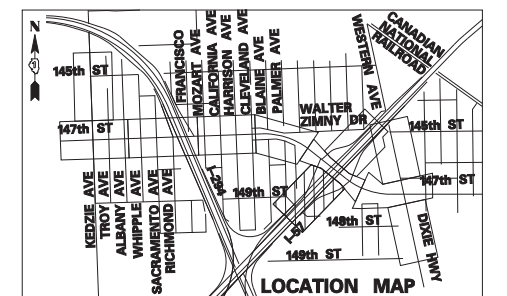 N
CANADIAN
NATIONAL
RAILROAD
WESTERN AVE
FRANCISCO
MOZART AVE
CALIFORNIA AVE
HARRISON AVE
CLEVELAND AVE
BLAINE AVE
PALMER AVE
145th ST
WALTER
ZIMNY DR
147th ST
145th ST
I-294
149th ST
147th ST
KEDZIE AVE
TROY AVE
ALBANY AVE
WHIPPLE AVE
SACRAMENTO AVE
RICHMOND AVE
I-57
148th ST
DIXIE HWY
149th ST
LOCATION MAP